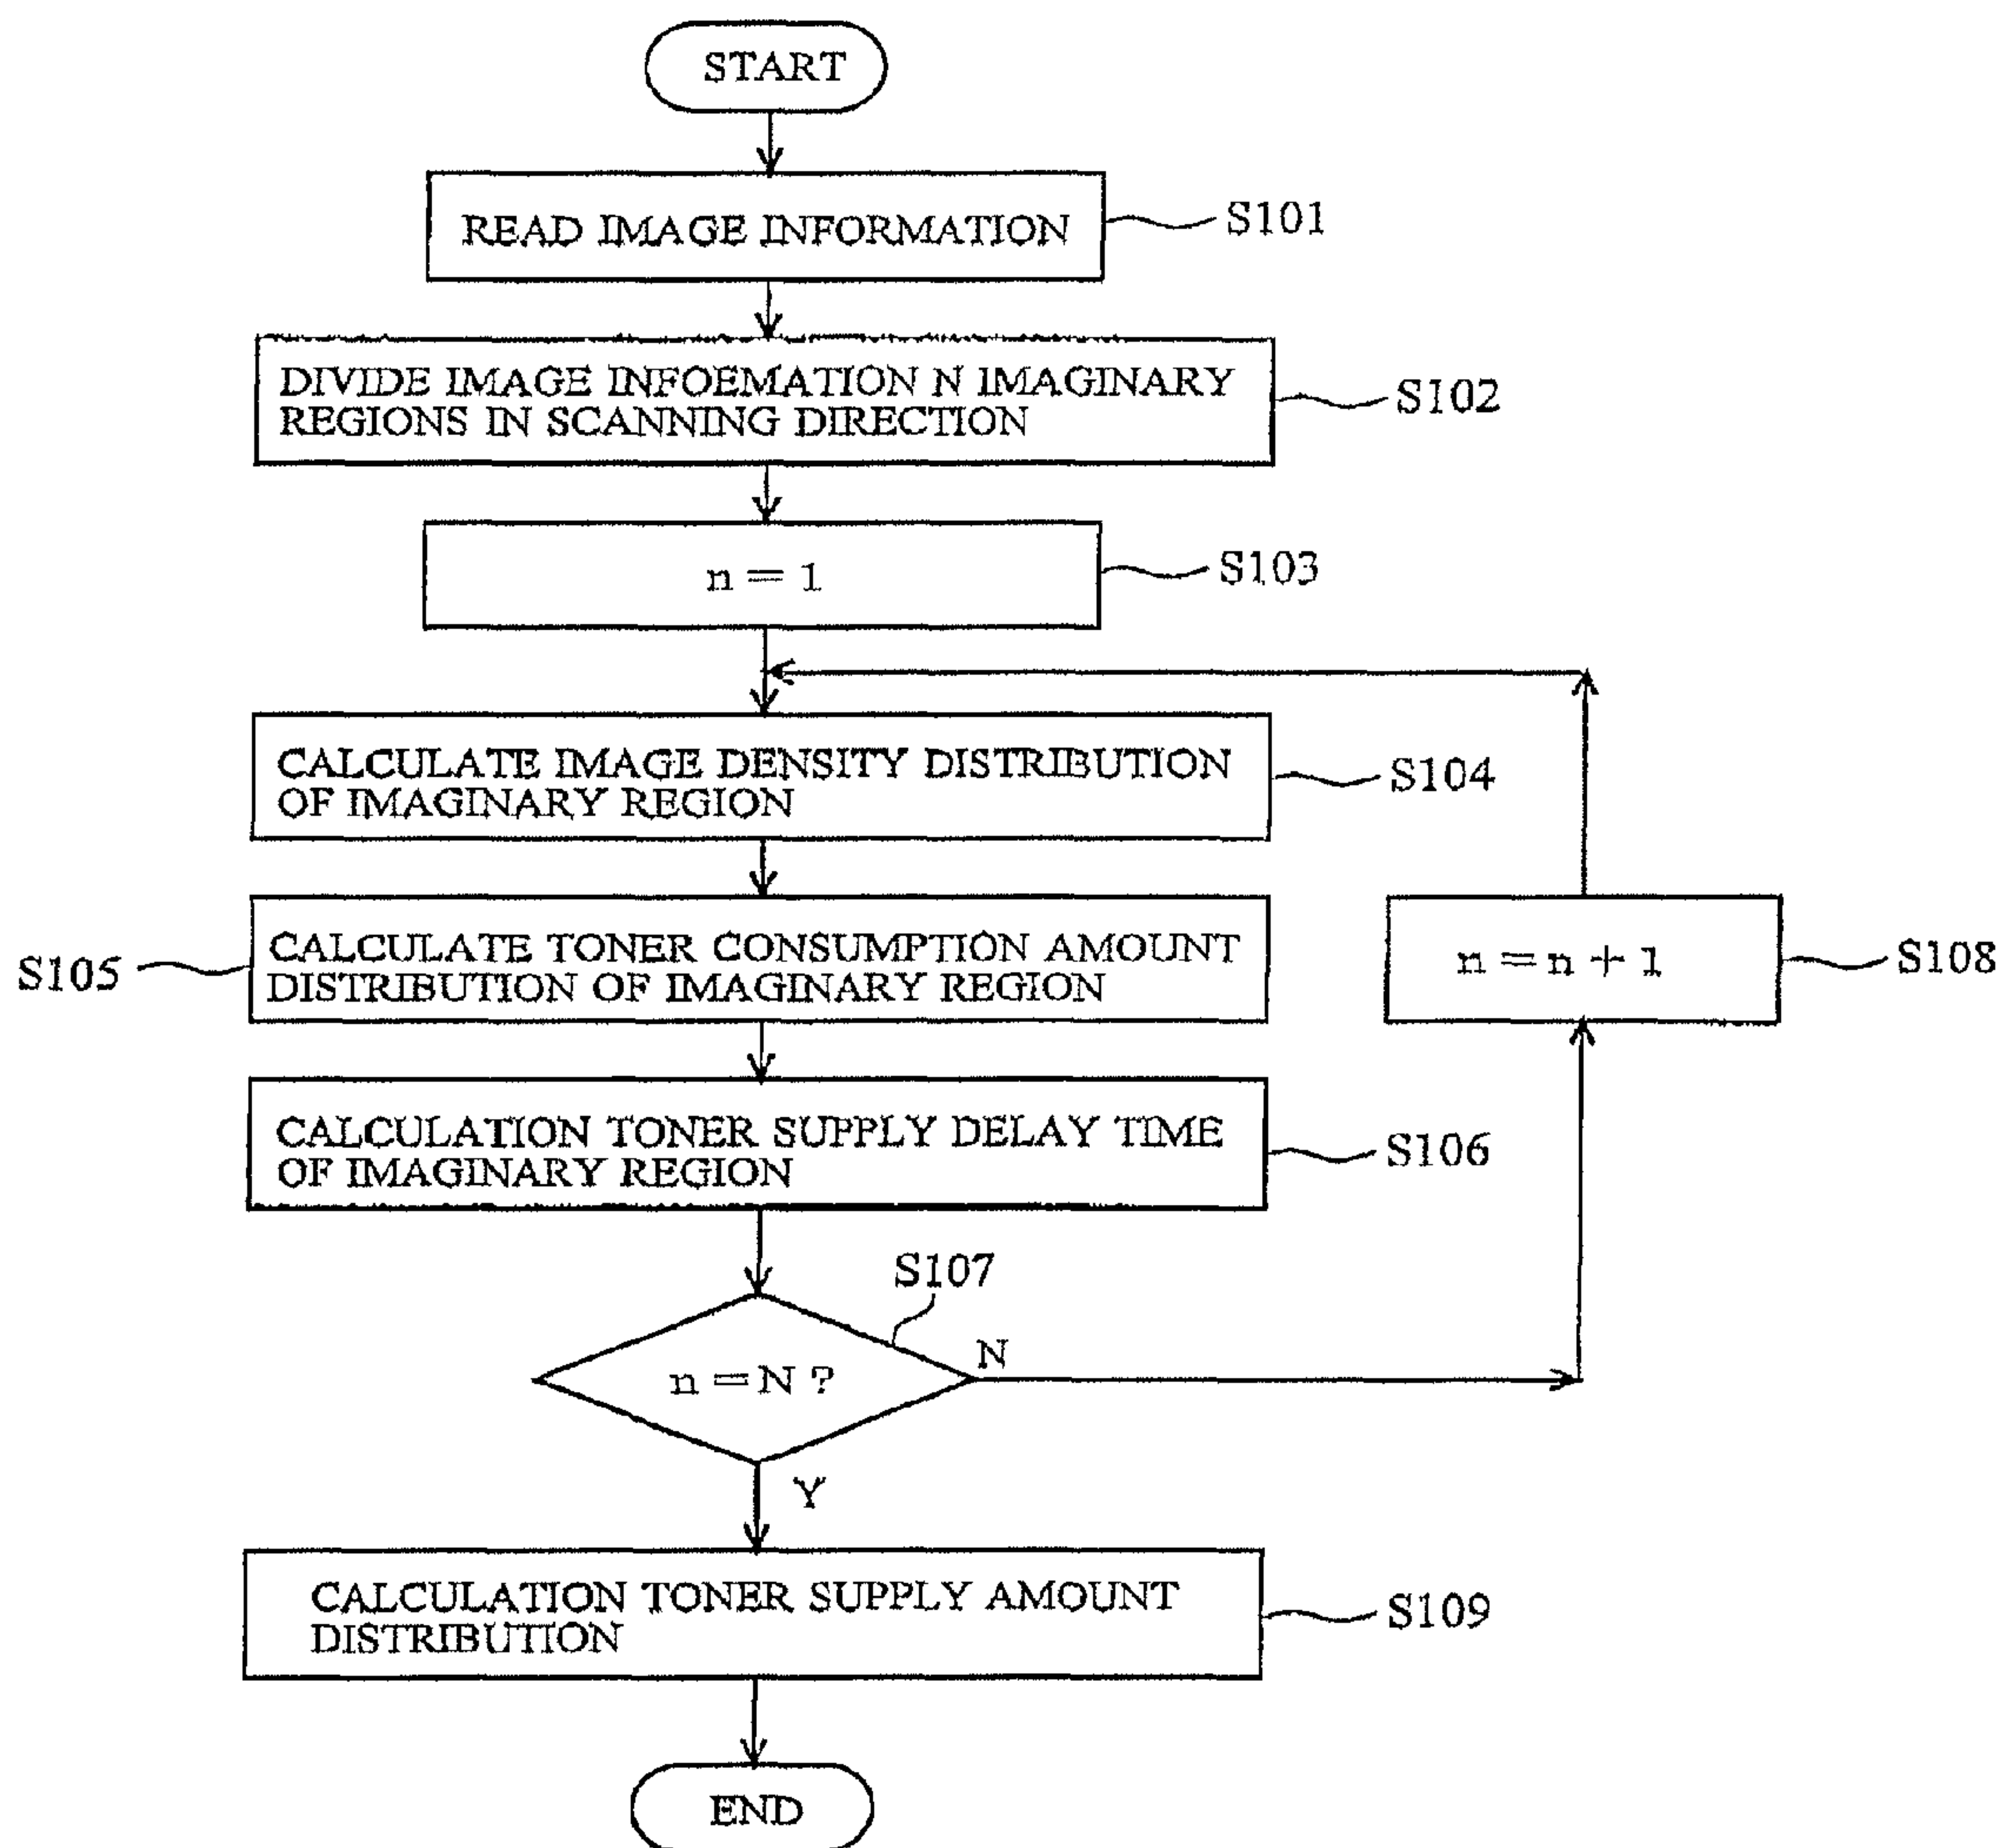 START
READ IMAGE INFORMATION
S101
DIVIDE IMAGE INFOEMATION N IMAGINARY
REGIONS IN SCANNING DIRECTION
S102
n = 1
S103
CALCULATE IMAGE DENSITY DISTRIBUTION
OF IMAGINARY REGION
S104
CALCULATE TONER CONSUMPTION AMOUNT
DISTRIBUTION OF IMAGINARY REGION
S105
n = n + 1
S108
CALCULATION TONER SUPPLY DELAY TIME
OF IMAGINARY REGION
S106
S107
n = N ?
N
Y
CALCULATION TONER SUPPLY AMOUNT
DISTRIBUTION
S109
END